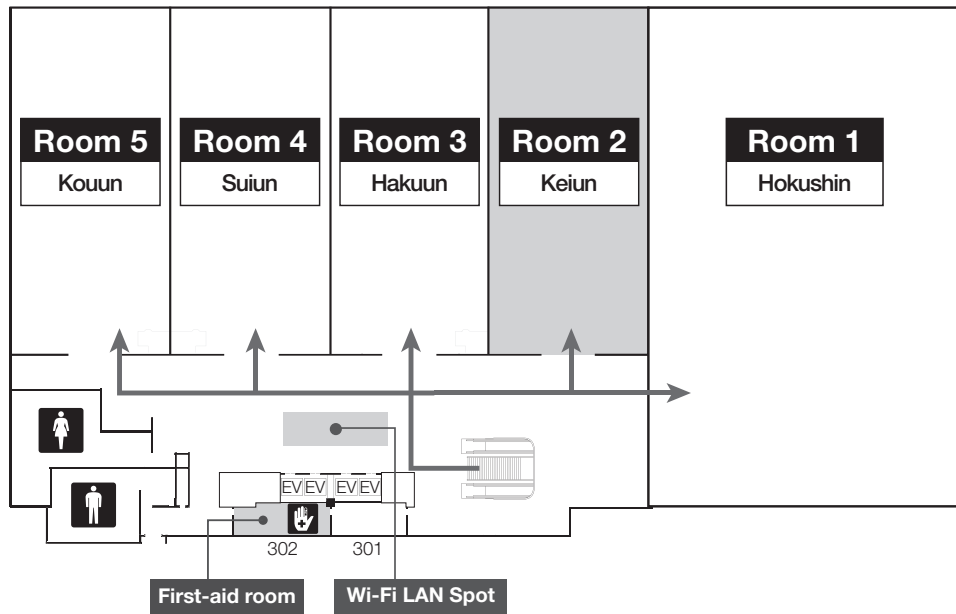 Room 5
Kouun
Room 4
Suiun
Room 3
Hakuun
Room 2
Keiun
Room 1
Hokushin
EV EV EV EV
302
301
First-aid room
Wi-Fi LAN Spot